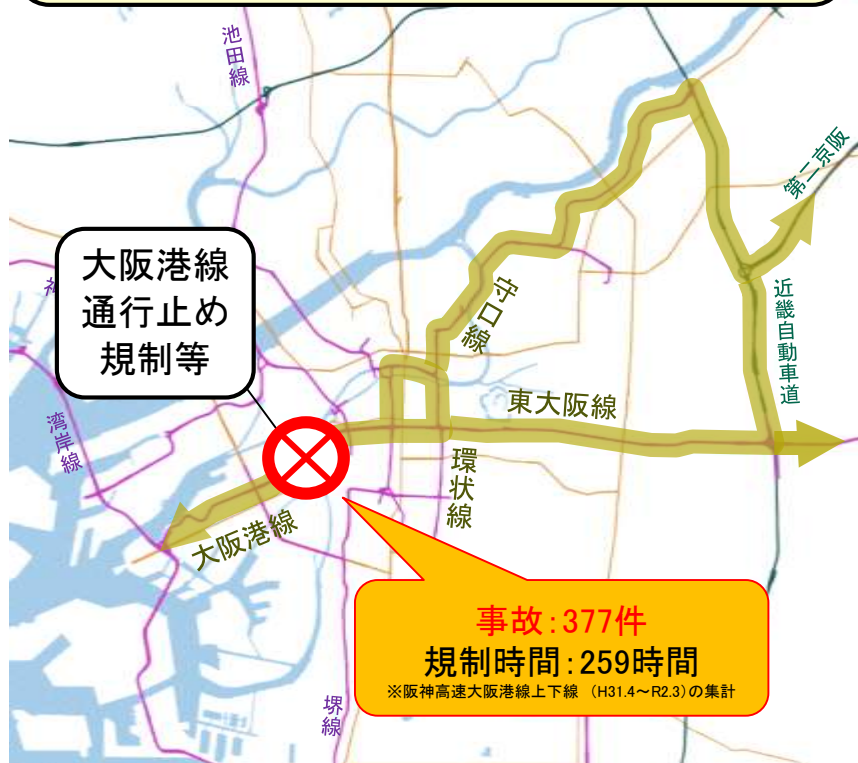 池田線
第二京阪
大阪港線
通行止め
規制等
守口線
近畿自動車道
東大阪線
湾岸線
環状線
大阪港線
事故：377件
規制時間：259時間
※阪神高速大阪港線上下線 （H31.4～R2.3）の集計
堺線